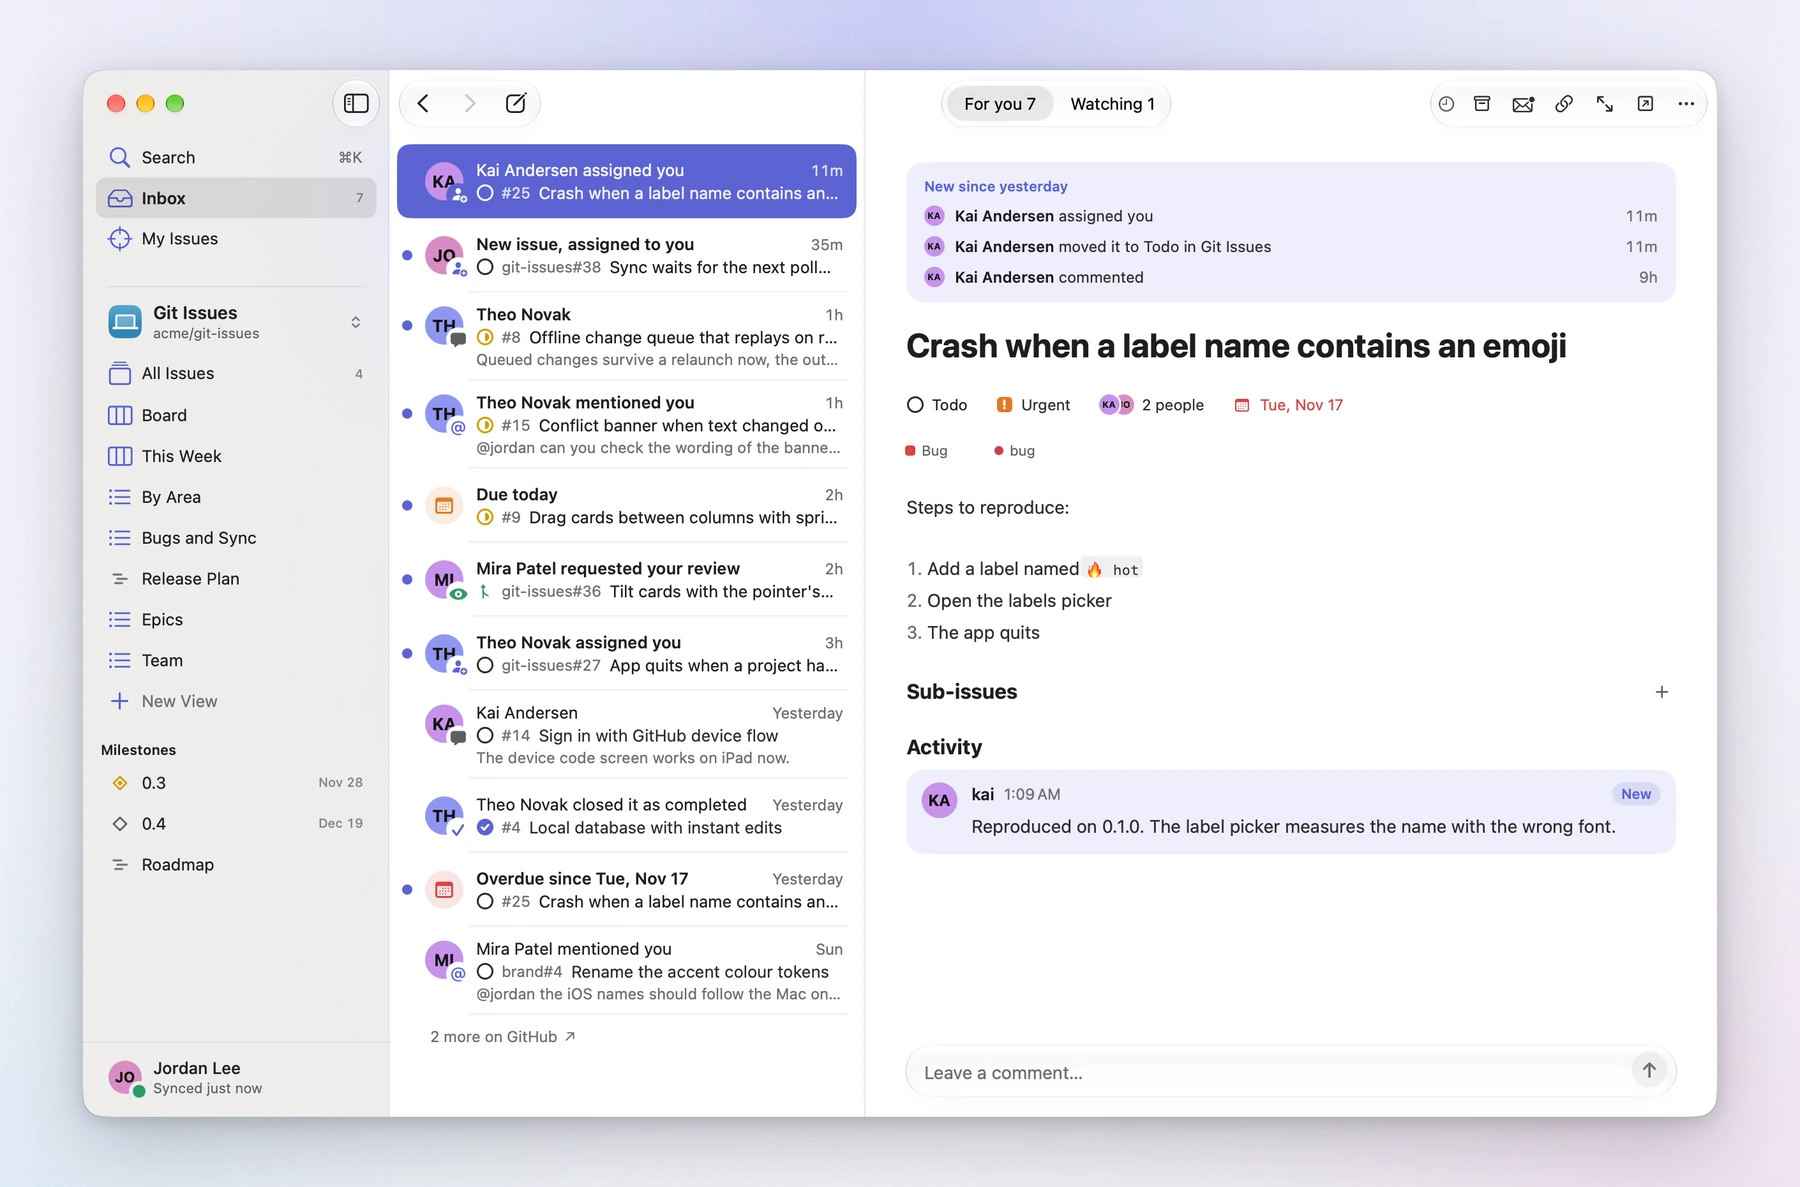 Search ⌘K
Inbox 7
My Issues
Git Issues
acme/git-issues
All Issues 4
Board
This Week
By Area
Bugs and Sync
Release Plan
Epics
Team
New View
Milestones
0.3 Nov 28
0.4 Dec 19
Roadmap
JO
Jordan Lee
Synced just now
KA
Kai Andersen assigned you 11m
#25 Crash when a label name contains an...
JO
New issue, assigned to you 35m
git-issues#38 Sync waits for the next poll...
TH
Theo Novak 1h
#8 Offline change queue that replays on r...
Queued changes survive a relaunch now, the out...
TH
@
Theo Novak mentioned you 1h
#15 Conflict banner when text changed o...
@jordan can you check the wording of the banne...
Due today 2h
#9 Drag cards between columns with spri...
MI
Mira Patel requested your review 2h
git-issues#36 Tilt cards with the pointer's...
TH
Theo Novak assigned you 3h
git-issues#27 App quits when a project ha...
KA
Kai Andersen Yesterday
#14 Sign in with GitHub device flow
The device code screen works on iPad now.
TH
Theo Novak closed it as completed Yesterday
#4 Local database with instant edits
Overdue since Tue, Nov 17 Yesterday
#25 Crash when a label name contains an...
MI
@
Mira Patel mentioned you Sun
brand#4 Rename the accent colour tokens
@jordan the iOS names should follow the Mac on...
2 more on GitHub ↗
For you 7 Watching 1
New since yesterday
KA Kai Andersen assigned you 11m
KA Kai Andersen moved it to Todo in Git Issues 11m
KA Kai Andersen commented 9h
Crash when a label name contains an emoji
Todo ! Urgent KA JO 2 people Tue, Nov 17
Bug bug
Steps to reproduce:
1. Add a label named 🔥 hot
2. Open the labels picker
3. The app quits
Sub-issues
Activity
KA kai 1:09 AM New
Reproduced on 0.1.0. The label picker measures the name with the wrong font.
Leave a comment...